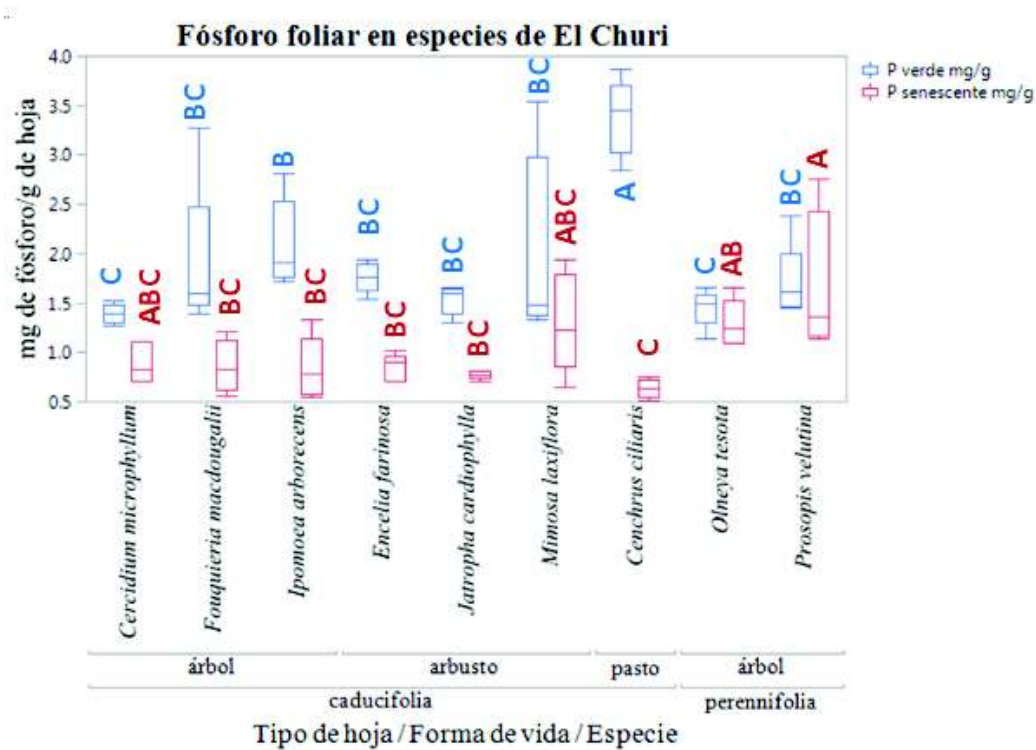 Fósforo foliar en especies de El Churi
P verde mg/g
P senescente mg/g
mg de fósforo/g de hoja
4.0
3.5
3.0
2.5
2.0
1.5
1.0
0.5
C
ABC
BC
BC
B
BC
BC
BC
BC
BC
BC
ABC
A
C
C
AB
BC
A
Cercidium microphyllum
Fouquieria macdougalii
Ipomoea arborecens
Encelia farinosa
Jatropha cardiophylla
Mimosa laxiflora
Cenchrus ciliaris
Olneya tesota
Prosopis velutina
árbol
arbusto
pasto
árbol
caducifolia
perennifolia
Tipo de hoja / Forma de vida / Especie